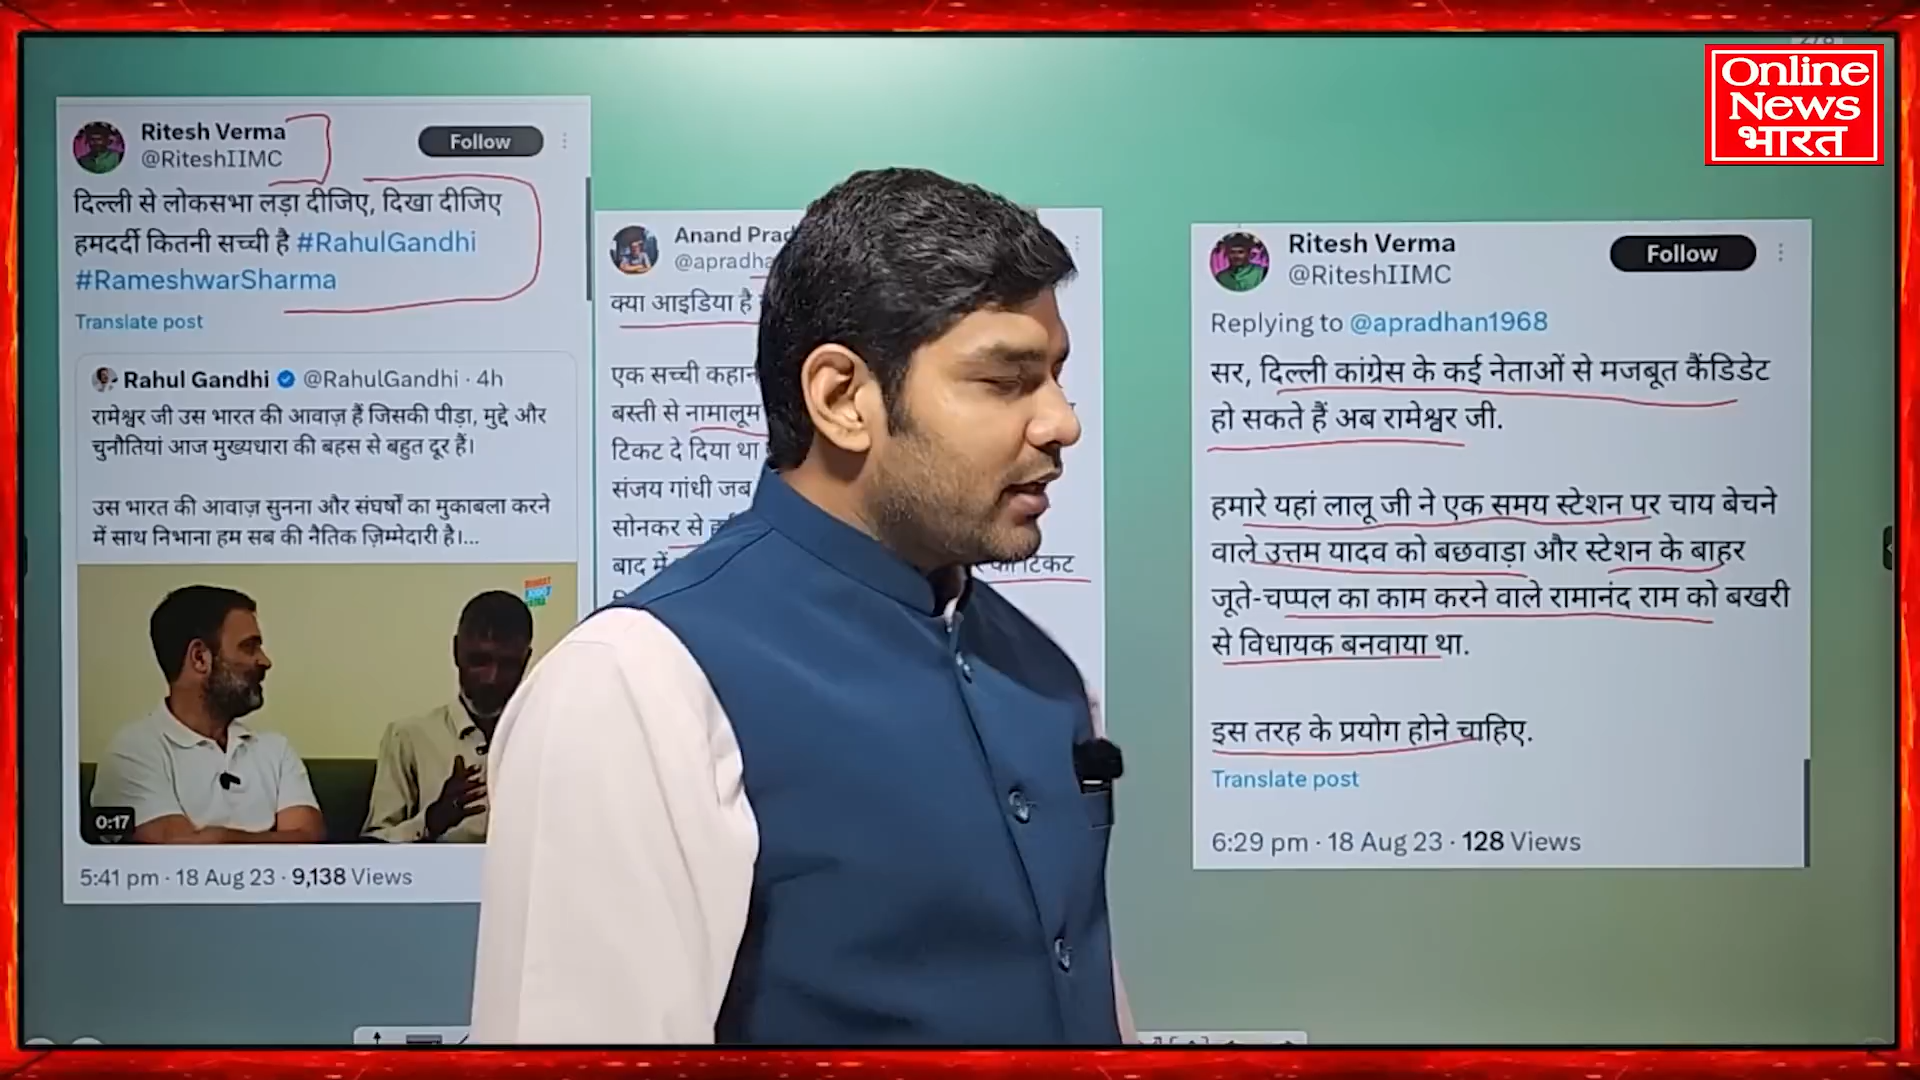 Online
News
भारत
Ritesh Verma
@RiteshIIMC
Follow
दिल्ली से लोकसभा लड़ा दीजिए, दिखा दीजिए
हमदर्दी कितनी सच्ची है #RahulGandhi
#RameshwarSharma
Translate post
Rahul Gandhi @RahulGandhi · 4h
रामेश्वर जी उस भारत की आवाज़ हैं जिसकी पीड़ा, मुद्दे और
चुनौतियां आज मुख्यधारा की बहस से बहुत दूर हैं।
उस भारत की आवाज़ सुनना और संघर्षों का मुकाबला करने
में साथ निभाना हम सब की नैतिक ज़िम्मेदारी है।...
0:17
5:41 pm · 18 Aug 23 · 9,138 Views
Anand
क्या आइडिया है
एक सच्ची
बस्ती से नामालूम
टिकट दे दिया था
संजय गांधी जब
सोनकर से
बाद में
टिकट
Ritesh Verma
@RiteshIIMC
Follow
Replying to @apradhan1968
सर, दिल्ली कांग्रेस के कई नेताओं से मजबूत कैंडिडेट
हो सकते हैं अब रामेश्वर जी.
हमारे यहां लालू जी ने एक समय स्टेशन पर चाय बेचने
वाले उत्तम यादव को बछवाड़ा और स्टेशन के बाहर
जूते-चप्पल का काम करने वाले रामानंद राम को बखरी
से विधायक बनवाया था.
इस तरह के प्रयोग होने चाहिए.
Translate post
6:29 pm · 18 Aug 23 · 128 Views